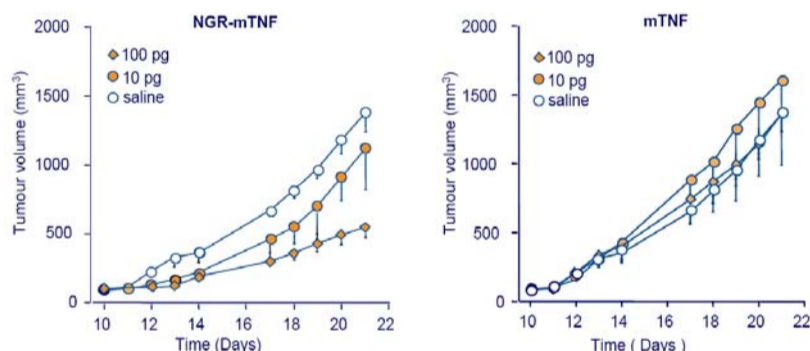 NGR-mTNF
2000
1500
1000
500
0
Tumour volume (mm³)
100 pg
10 pg
saline
10 12 14 16 18 20 22
Time (Days)
mTNF
2000
1500
1000
500
0
Tumour volume (mm³)
100 pg
10 pg
saline
10 12 14 16 18 20 22
Time ( Days )